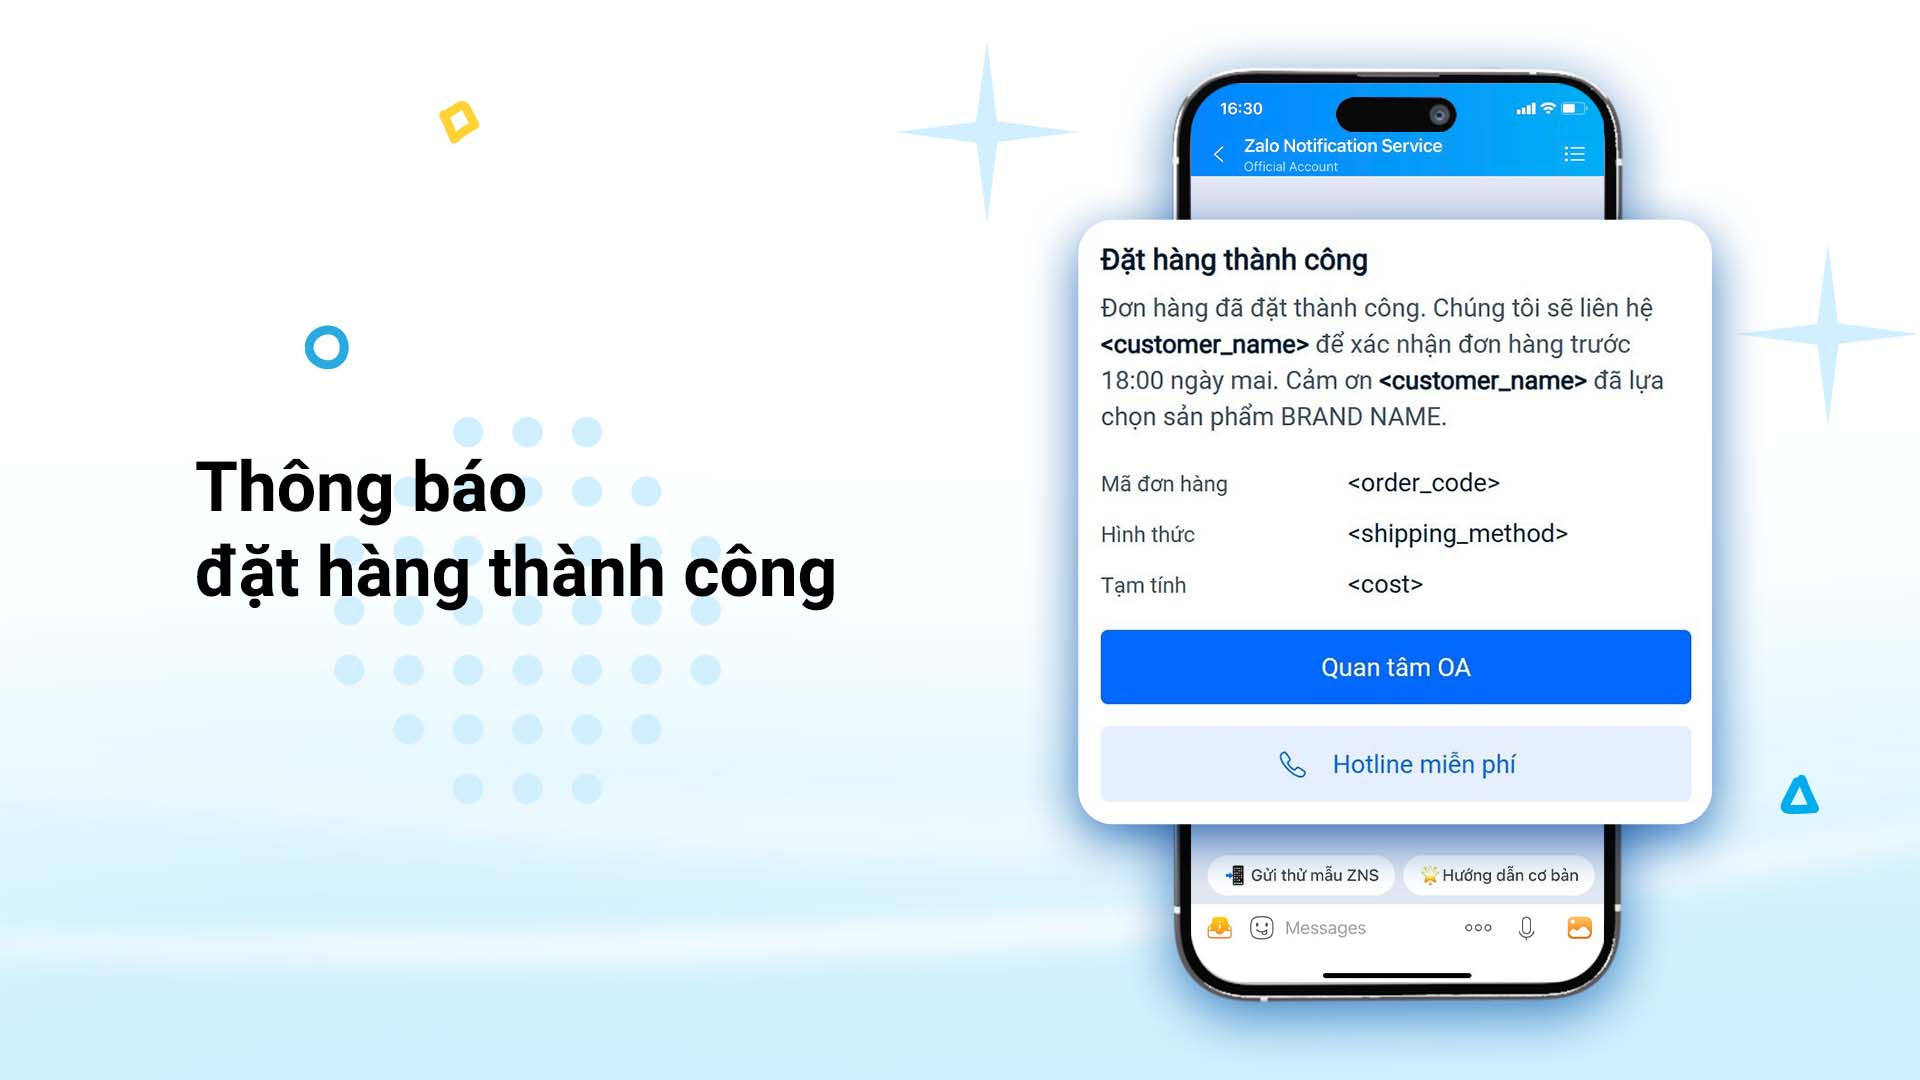 Thông báo
đặt hàng thành công
16:30
Zalo Notification Service
Official Account
Đặt hàng thành công
Đơn hàng đã đặt thành công. Chúng tôi sẽ liên hệ
<customer_name> để xác nhận đơn hàng trước
18:00 ngày mai. Cảm ơn <customer_name> đã lựa
chọn sản phẩm BRAND NAME.
Mã đơn hàng <order_code>
Hình thức <shipping_method>
Tạm tính <cost>
Quan tâm OA
Hotline miễn phí
Gửi thử mẫu ZNS Hướng dẫn cơ bản
Messages